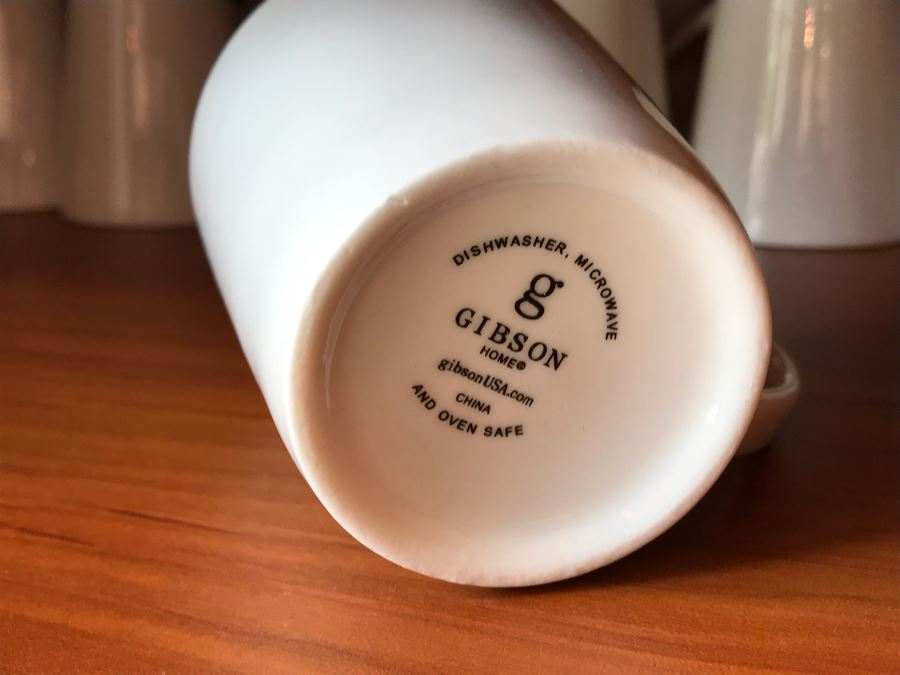 DISHWASHER, MICROWAVE
g
GIBSON
HOME®
gibsonUSA.com
CHINA
AND OVEN SAFE